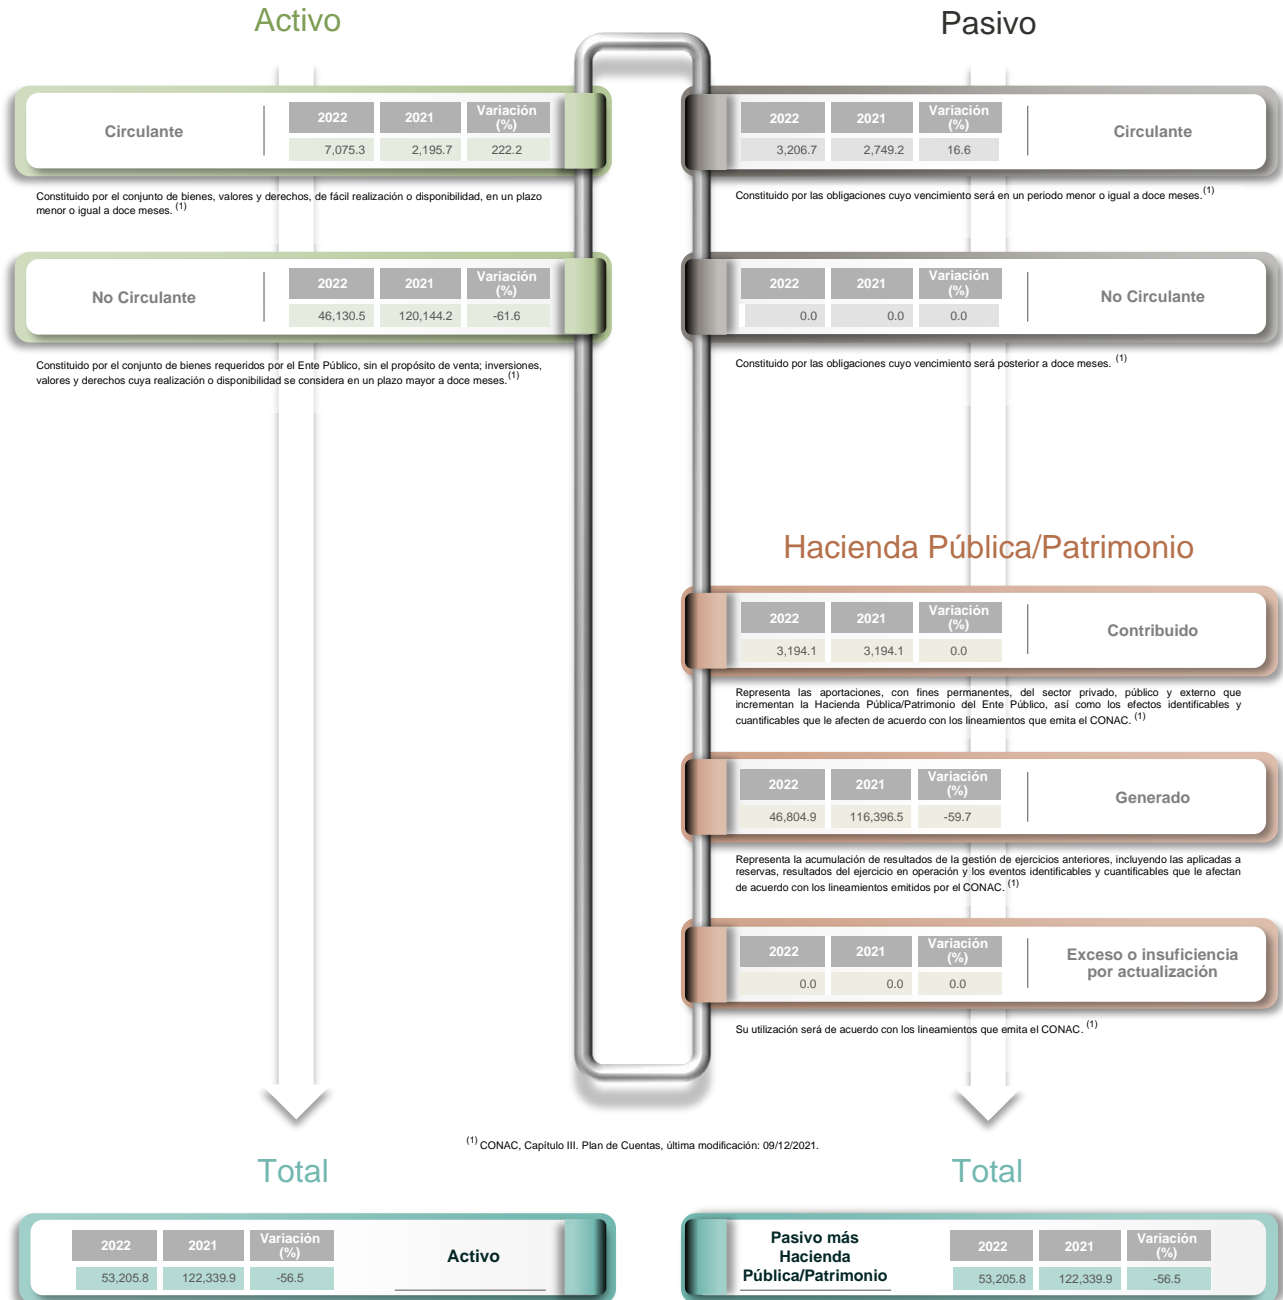 Activo
Circulante
2022 2021 Variación (%)
7,075.3 2,195.7 222.2
Constituido por el conjunto de bienes, valores y derechos, de fácil realización o disponibilidad, en un plazo
menor o igual a doce meses. (1)
No Circulante
2022 2021 Variación (%)
46,130.5 120,144.2 -61.6
Constituido por el conjunto de bienes requeridos por el Ente Público, sin el propósito de venta; inversiones,
valores y derechos cuya realización o disponibilidad se considera en un plazo mayor a doce meses. (1)
Pasivo
2022 2021 Variación (%)
3,206.7 2,749.2 16.6
Circulante
Constituido por las obligaciones cuyo vencimiento será en un periodo menor o igual a doce meses. (1)
2022 2021 Variación (%)
0.0 0.0 0.0
No Circulante
Constituido por las obligaciones cuyo vencimiento será posterior a doce meses. (1)
Hacienda Pública/Patrimonio
2022 2021 Variación (%)
3,194.1 3,194.1 0.0
Contribuido
Representa las aportaciones, con fines permanentes, del sector privado, público y externo que
incrementan la Hacienda Pública/Patrimonio del Ente Público, así como los efectos identificables y
cuantificables que le afecten de acuerdo con los lineamientos que emita el CONAC. (1)
2022 2021 Variación (%)
46,804.9 116,396.5 -59.7
Generado
Representa la acumulación de resultados de la gestión de ejercicios anteriores, incluyendo las aplicadas a
reservas, resultados del ejercicio en operación y los eventos identificables y cuantificables que le afectan
de acuerdo con los lineamientos emitidos por el CONAC. (1)
2022 2021 Variación (%)
0.0 0.0 0.0
Exceso o insuficiencia
por actualización
Su utilización será de acuerdo con los lineamientos que emita el CONAC. (1)
(1) CONAC, Capítulo III. Plan de Cuentas, última modificación: 09/12/2021.
Total
2022 2021 Variación (%)
53,205.8 122,339.9 -56.5
Activo
Total
Pasivo más
Hacienda
Pública/Patrimonio
2022 2021 Variación (%)
53,205.8 122,339.9 -56.5